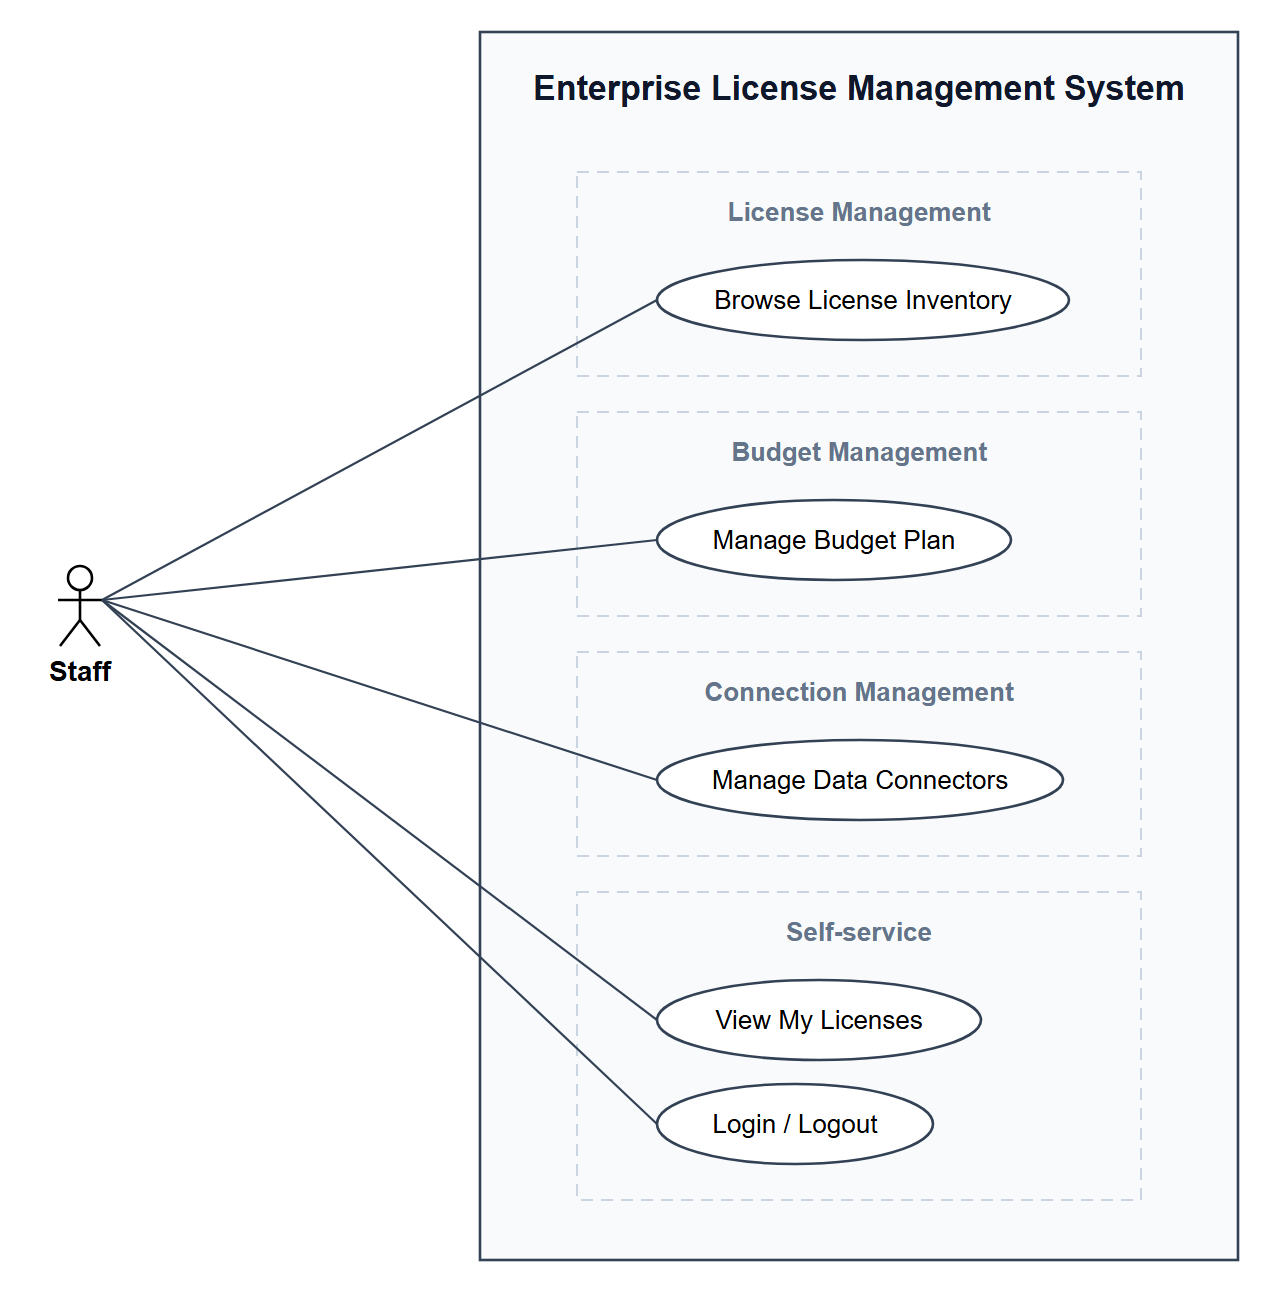 Enterprise License Management System
License Management
Browse License Inventory
Budget Management
Manage Budget Plan
Staff
Connection Management
Manage Data Connectors
Self-service
View My Licenses
Login / Logout